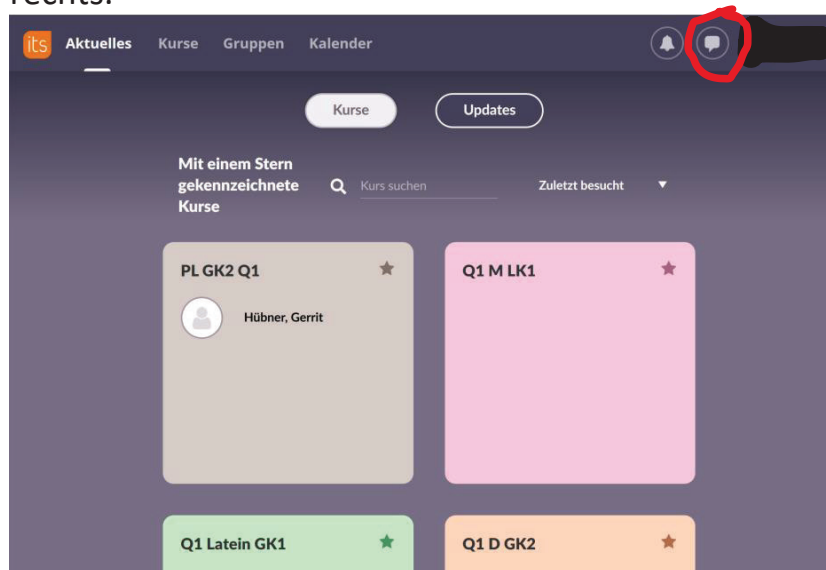 rechts:
its Aktuelles Kurse Gruppen Kalender
Kurse Updates
Mit einem Stern
gekennzeichnete
Kurse
Kurs suchen
Zuletzt besucht
PL GK2 Q1
Hübner, Gerrit
Q1 M LK1
Q1 Latein GK1
Q1 D GK2